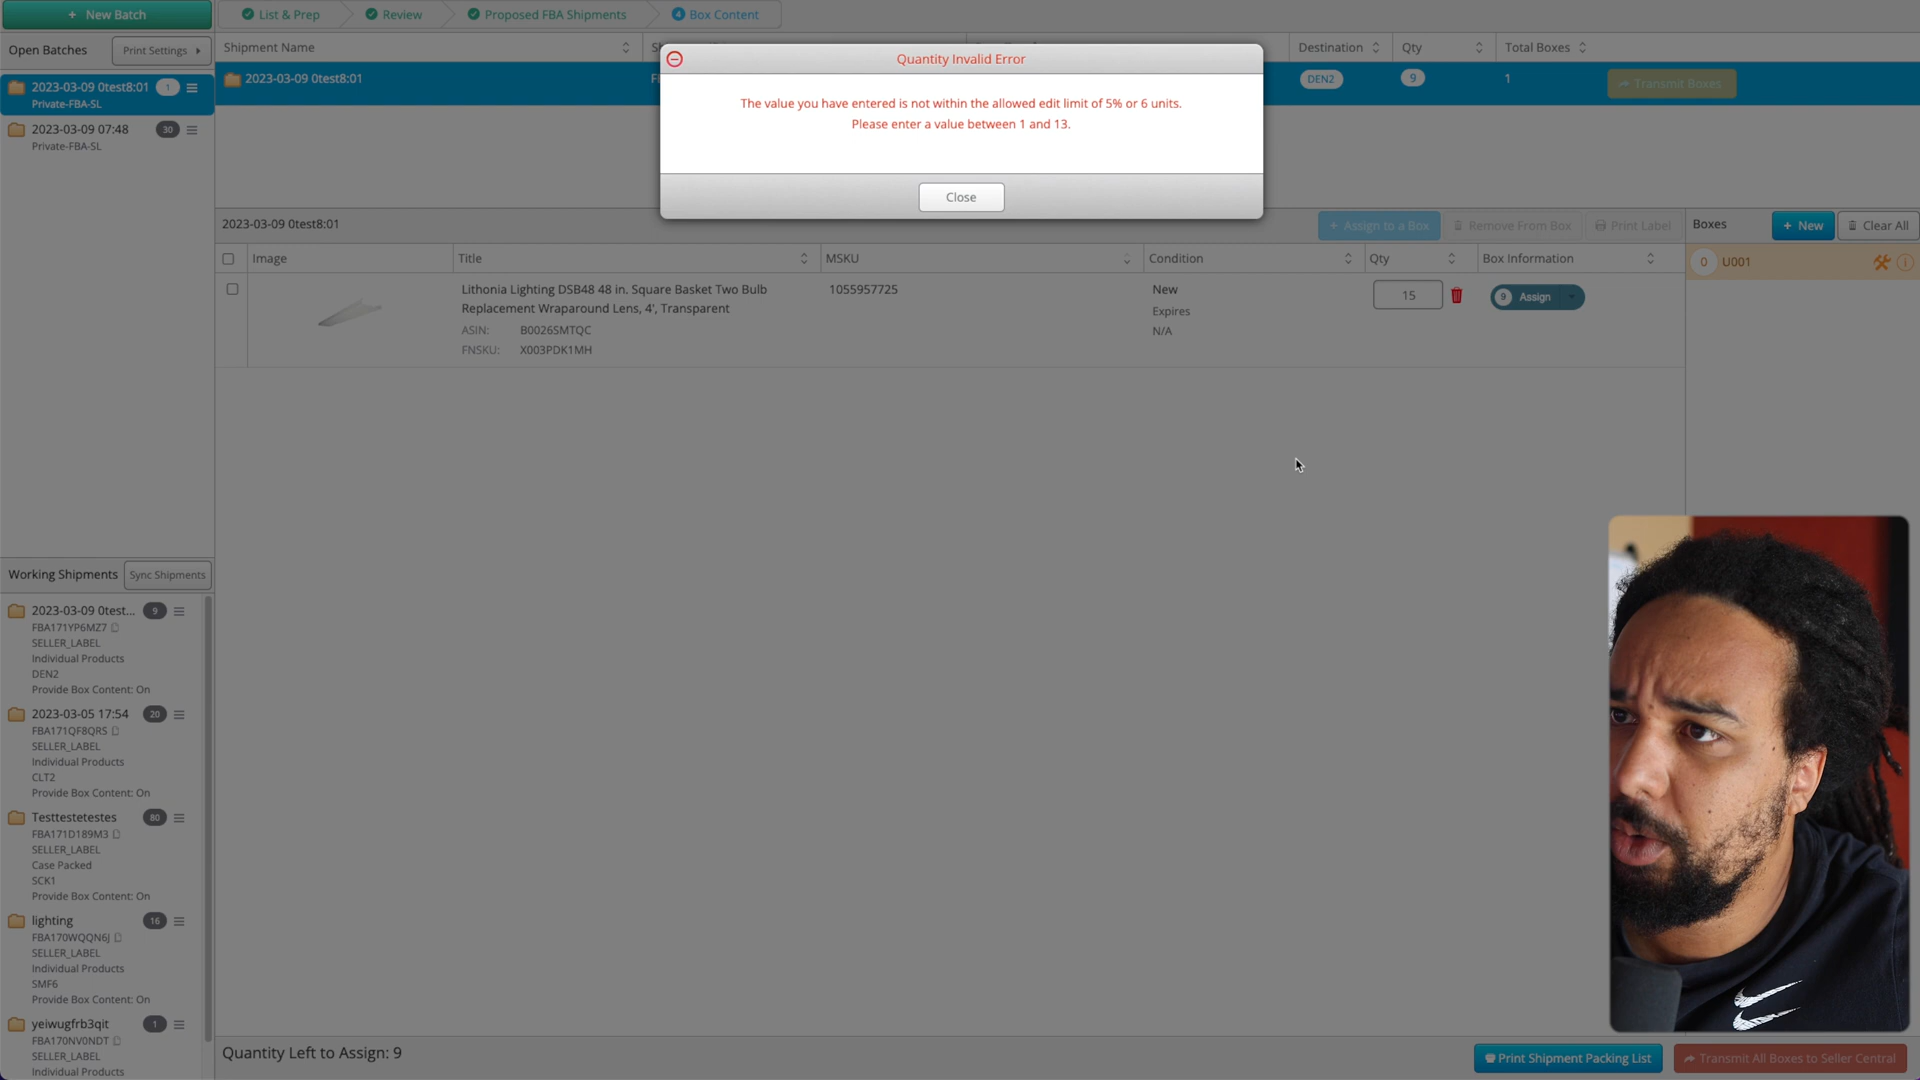 + New Batch
List & Prep
Review
Proposed FBA Shipments
4 Box Content
Open Batches
Print Settings
Shipment Name
Destination
Qty
Total Boxes
2023-03-09 0test8:01
1
Private-FBA-SL
2023-03-09 07:48
30
Private-FBA-SL
2023-03-09 0test8:01
DEN2
9
1
Transmit Boxes
Quantity Invalid Error
The value you have entered is not within the allowed edit limit of 5% or 6 units.
Please enter a value between 1 and 13.
Close
2023-03-09 0test8:01
+ Assign to a Box
Remove From Box
Print Label
Boxes
+ New
Clear All
Image
Title
MSKU
Condition
Qty
Box Information
0
U001
Lithonia Lighting DSB48 48 in. Square Basket Two Bulb
Replacement Wraparound Lens, 4', Transparent
ASIN: B0026SMTQC
FNSKU: X003PDK1MH
1055957725
New
Expires
N/A
15
9 Assign
Working Shipments
Sync Shipments
2023-03-09 0test...
9
FBA171YP6MZ7
SELLER_LABEL
Individual Products
DEN2
Provide Box Content: On
2023-03-05 17:54
20
FBA171QF8QRS
SELLER_LABEL
Individual Products
CLT2
Provide Box Content: On
Testtestetestes
80
FBA171D189M3
SELLER_LABEL
Case Packed
SCK1
Provide Box Content: On
lighting
16
FBA170WQQN6J
SELLER_LABEL
Individual Products
SMF6
Provide Box Content: On
yeiwugfrb3qit
1
FBA170NV0NDT
SELLER_LABEL
Individual Products
Quantity Left to Assign: 9
Print Shipment Packing List
Transmit All Boxes to Seller Central